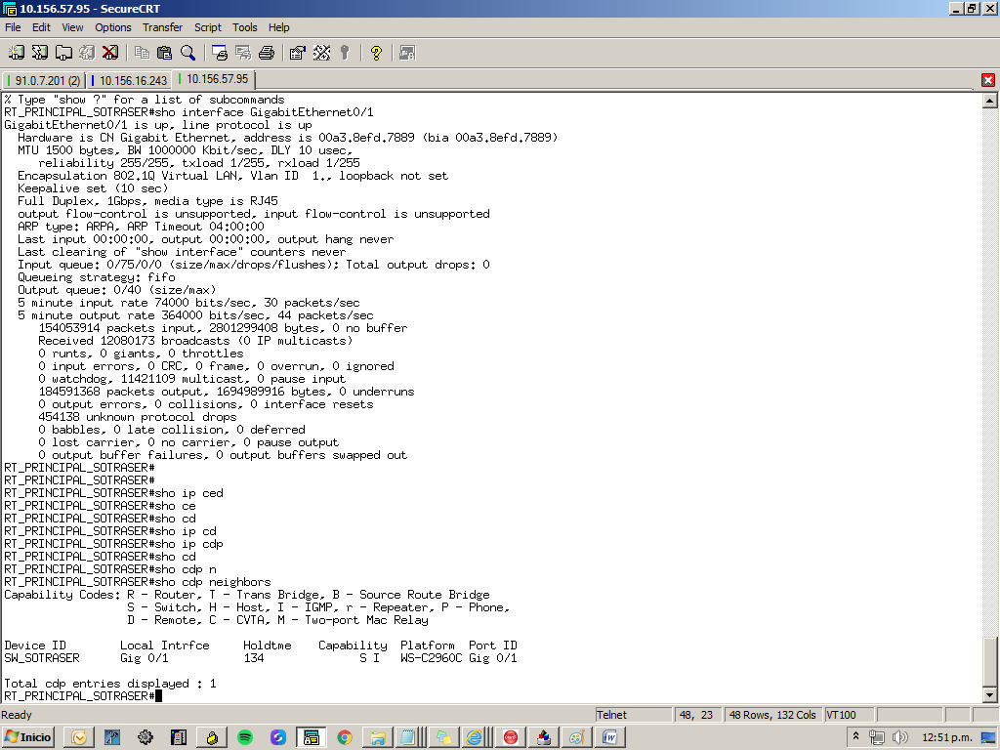 10.156.57.95 - SecureCRT
File Edit View Options Transfer Script Tools Help
91.0.7.201 (2) 10.156.16.243 10.156.57.95
% Type "show ?" for a list of subcommands
RT_PRINCIPAL_SOTRASER#sho interface GigabitEthernet0/1
GigabitEthernet0/1 is up, line protocol is up
  Hardware is CN Gigabit Ethernet, address is 00a3.8efd.7889 (bia 00a3.8efd.7889)
  MTU 1500 bytes, BW 1000000 Kbit/sec, DLY 10 usec,
     reliability 255/255, txload 1/255, rxload 1/255
  Encapsulation 802.1Q Virtual LAN, Vlan ID  1., loopback not set
  Keepalive set (10 sec)
  Full Duplex, 1Gbps, media type is RJ45
  output flow-control is unsupported, input flow-control is unsupported
  ARP type: ARPA, ARP Timeout 04:00:00
  Last input 00:00:00, output 00:00:00, output hang never
  Last clearing of "show interface" counters never
  Input queue: 0/75/0/0 (size/max/drops/flushes); Total output drops: 0
  Queueing strategy: fifo
  Output queue: 0/40 (size/max)
  5 minute input rate 74000 bits/sec, 30 packets/sec
  5 minute output rate 364000 bits/sec, 44 packets/sec
     154053914 packets input, 2801299408 bytes, 0 no buffer
     Received 12080173 broadcasts (0 IP multicasts)
     0 runts, 0 giants, 0 throttles
     0 input errors, 0 CRC, 0 frame, 0 overrun, 0 ignored
     0 watchdog, 11421109 multicast, 0 pause input
     184591368 packets output, 1694989916 bytes, 0 underruns
     0 output errors, 0 collisions, 0 interface resets
     454138 unknown protocol drops
     0 babbles, 0 late collision, 0 deferred
     0 lost carrier, 0 no carrier, 0 pause output
     0 output buffer failures, 0 output buffers swapped out
RT_PRINCIPAL_SOTRASER#
RT_PRINCIPAL_SOTRASER#
RT_PRINCIPAL_SOTRASER#sho ip ced
RT_PRINCIPAL_SOTRASER#sho ce
RT_PRINCIPAL_SOTRASER#sho cd
RT_PRINCIPAL_SOTRASER#sho ip cd
RT_PRINCIPAL_SOTRASER#sho ip cdp
RT_PRINCIPAL_SOTRASER#sho cd
RT_PRINCIPAL_SOTRASER#sho cdp n
RT_PRINCIPAL_SOTRASER#sho cdp neighbors
Capability Codes: R - Router, T - Trans Bridge, B - Source Route Bridge
                  S - Switch, H - Host, I - IGMP, r - Repeater, P - Phone,
                  D - Remote, C - CVTA, M - Two-port Mac Relay
Device ID        Local Intrfce     Holdtme    Capability  Platform  Port ID
SW_SOTRASER      Gig 0/1           134              S I   WS-C2960C Gig 0/1
Total cdp entries displayed : 1
RT_PRINCIPAL_SOTRASER#
Ready Telnet 48, 23 48 Rows, 132 Cols VT100
Inicio 12:51 p.m.